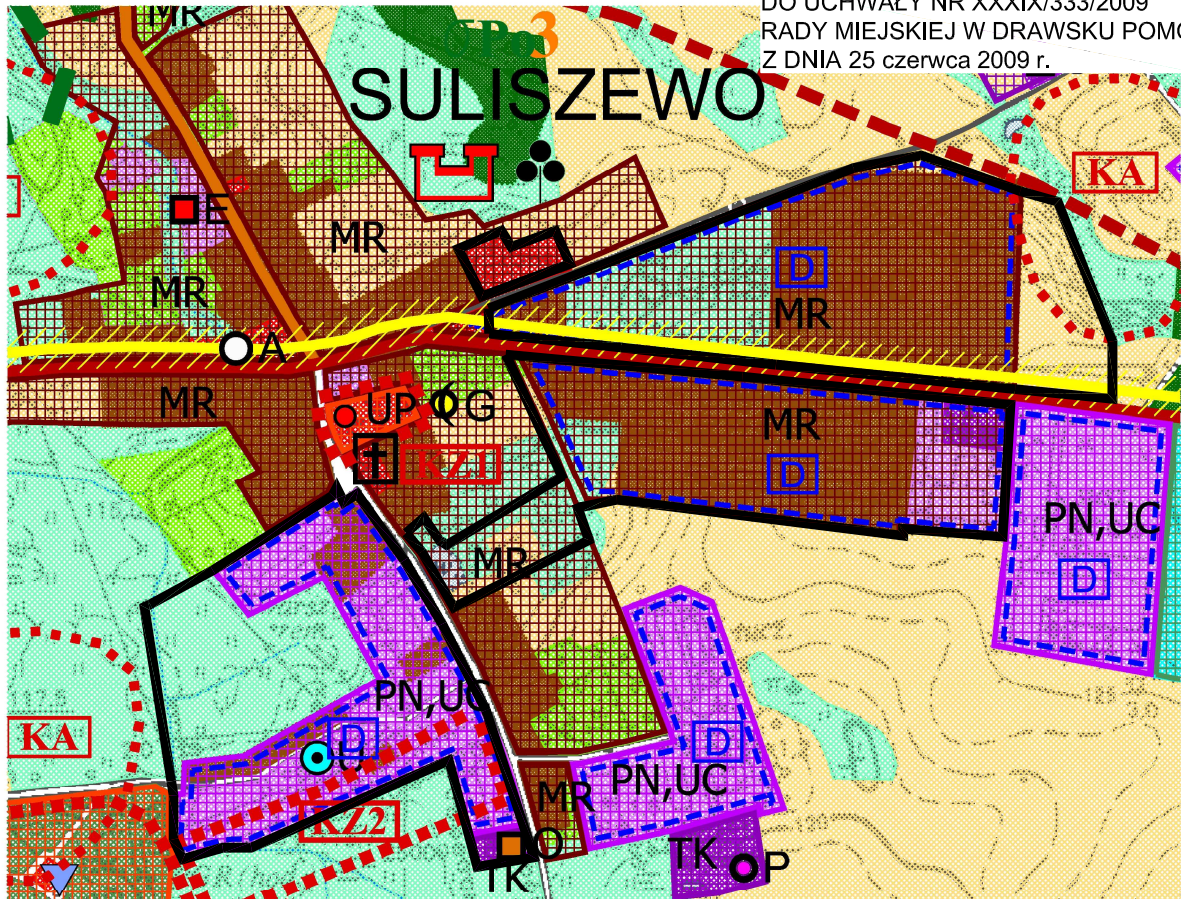 DO UCHWAŁY NR XXXIX/333/2009
RADY MIEJSKIEJ W DRAWSKU POMO
Z DNIA 25 czerwca 2009 r.
MR
3
SULISZEWO
KA
E
MR
D
MR
MR
A
MR
UP
G
MR
KZ1
D
PN,UC
MR
D
PN,UC
KA
D
U
D
PN,UC
MR
KZ2
O
TK
TK
P